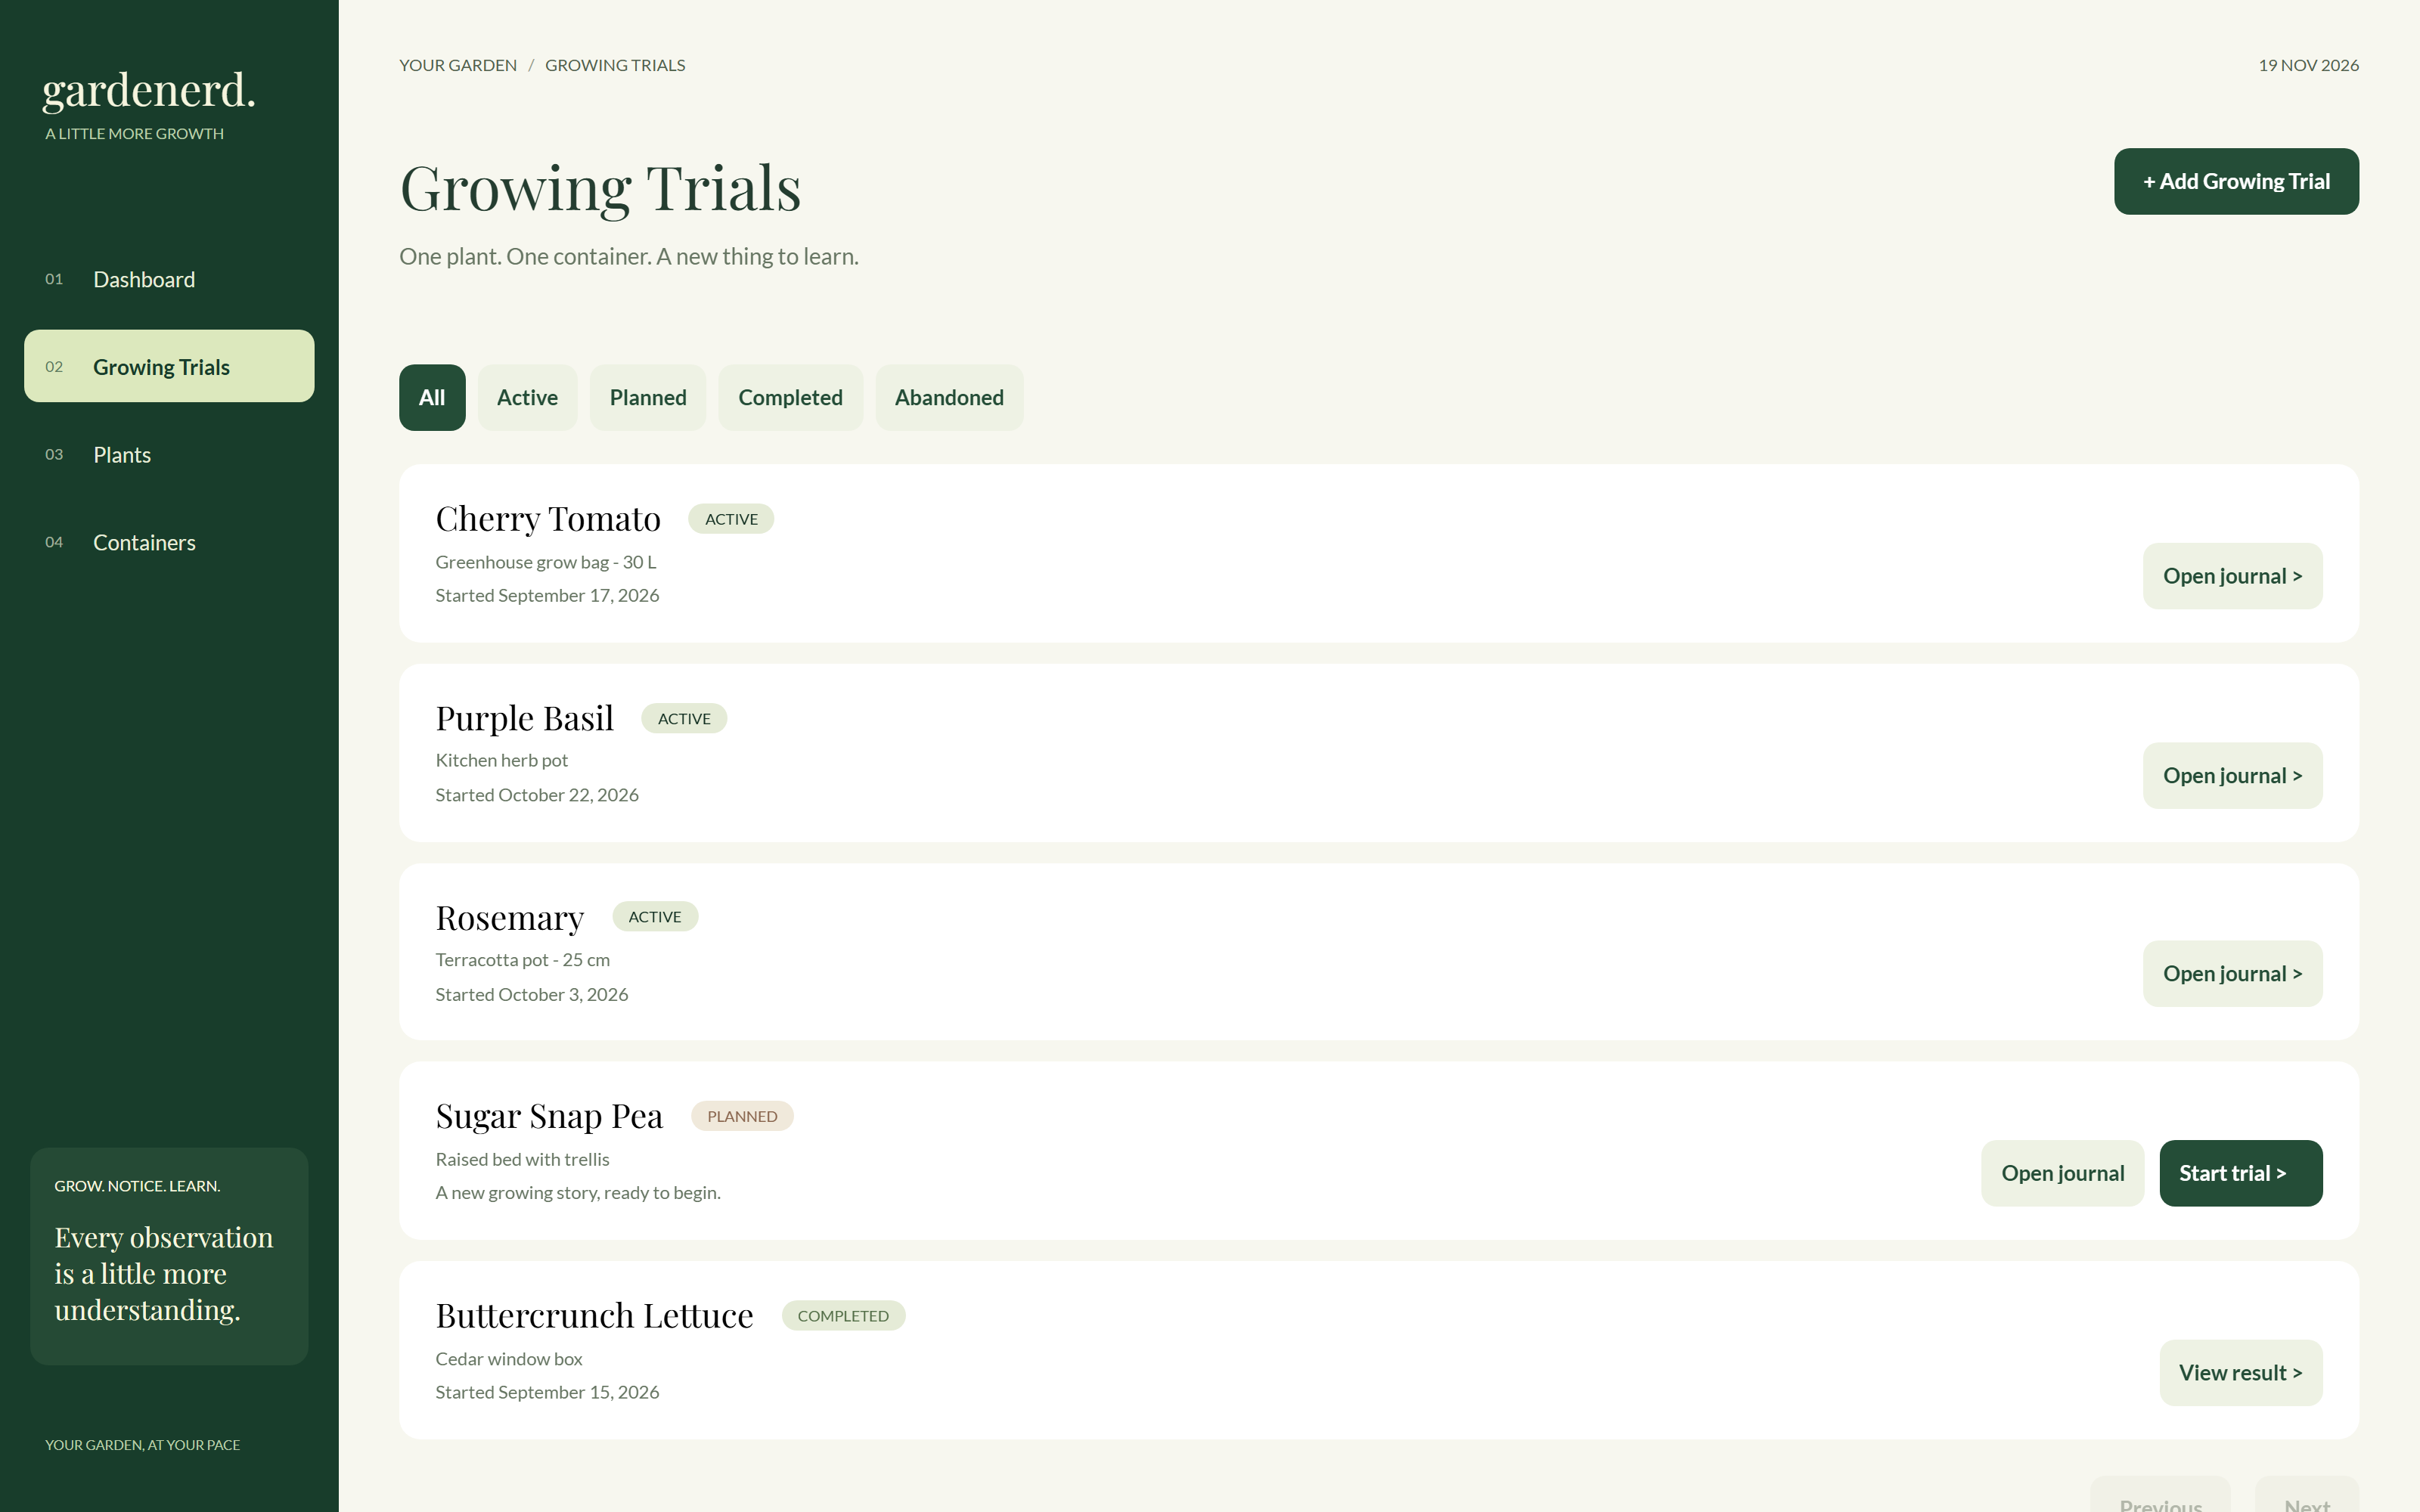 gardenerd.
A LITTLE MORE GROWTH
01 Dashboard
02 Growing Trials
03 Plants
04 Containers
GROW. NOTICE. LEARN.
Every observation
is a little more
understanding.
YOUR GARDEN, AT YOUR PACE
YOUR GARDEN / GROWING TRIALS
19 NOV 2026
Growing Trials
+ Add Growing Trial
One plant. One container. A new thing to learn.
All Active Planned Completed Abandoned
Cherry Tomato ACTIVE
Greenhouse grow bag - 30 L
Started September 17, 2026
Open journal >
Purple Basil ACTIVE
Kitchen herb pot
Started October 22, 2026
Open journal >
Rosemary ACTIVE
Terracotta pot - 25 cm
Started October 3, 2026
Open journal >
Sugar Snap Pea PLANNED
Raised bed with trellis
A new growing story, ready to begin.
Open journal Start trial >
Buttercrunch Lettuce COMPLETED
Cedar window box
Started September 15, 2026
View result >
Previous Next